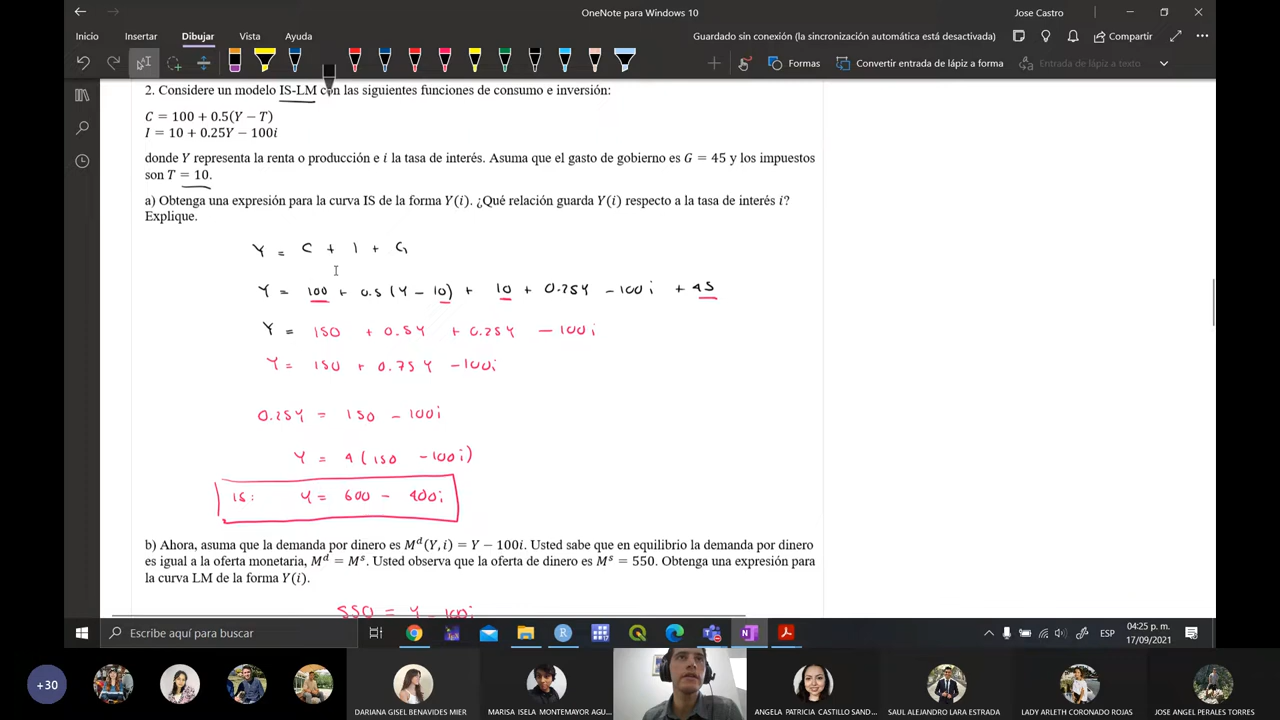 OneNote para Windows 10
Jose Castro
Inicio Insertar Dibujar Vista Ayuda
Guardado sin conexión (la sincronización automática está desactivada)
Compartir
Formas
Convertir entrada de lápiz a forma
Entrada de lápiz a texto
2. Considere un modelo IS-LM con las siguientes funciones de consumo e inversión:
C = 100 + 0.5(Y − T)
I = 10 + 0.25Y − 100i
donde Y representa la renta o producción e i la tasa de interés. Asuma que el gasto de gobierno es G = 45 y los impuestos
son T = 10.
a) Obtenga una expresión para la curva IS de la forma Y(i). ¿Qué relación guarda Y(i) respecto a la tasa de interés i?
Explique.
Y = C + I + G
Y = 100 + 0.5 (Y − 10) + 10 + 0.25Y − 100i + 45
Y = 150 + 0.5Y + 0.25Y − 100i
Y = 150 + 0.75Y − 100i
0.25Y = 150 − 100i
Y = 4(150 − 100i)
IS: Y = 600 − 400i
b) Ahora, asuma que la demanda por dinero es Mᵈ(Y, i) = Y − 100i. Usted sabe que en equilibrio la demanda por dinero
es igual a la oferta monetaria, Mᵈ = Mˢ. Usted observa que la oferta de dinero es Mˢ = 550. Obtenga una expresión para
la curva LM de la forma Y(i).
550 = Y − 100i
Escribe aquí para buscar
ESP
04:25 p. m.
17/09/2021
+30
DARIANA GISEL BENAVIDES MIER
MARISA ISELA MONTEMAYOR AGU...
ANGELA PATRICIA CASTILLO SAND...
SAUL ALEJANDRO LARA ESTRADA
LADY ARLETH CORONADO ROJAS
JOSE ANGEL PERALES TORRES